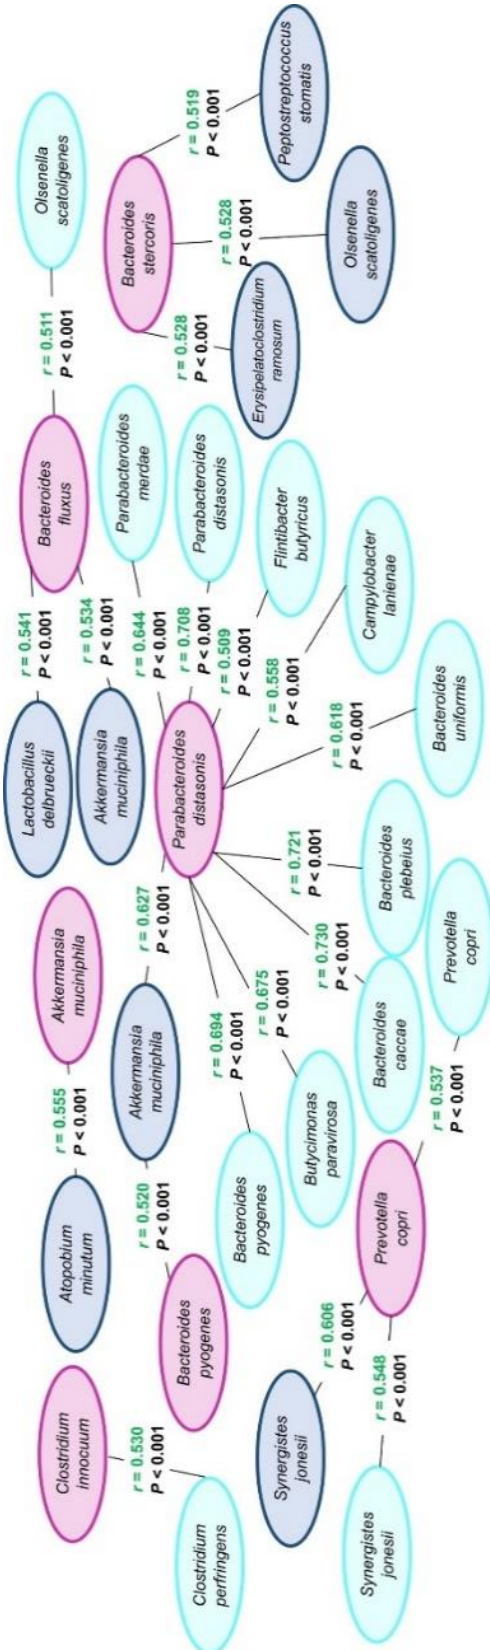 Clostridium
innocuum
r = 0.530
P < 0.001
Clostridium
perfringens
Atopobium
minutum
r = 0.555
P < 0.001
Akkermansia
muciniphila
Lactobacillus
delbrueckii
r = 0.541
P < 0.001
Bacteroides
fluxus
r = 0.511
P < 0.001
Olsenella
scatoligenes
Akkermansia
muciniphila
r = 0.534
P < 0.001
Bacteroides
pyogenes
r = 0.520
P < 0.001
Akkermansia
muciniphila
r = 0.627
P < 0.001
Parabacteroides
distasonis
r = 0.644
P < 0.001
Parabacteroides
merdae
r = 0.708
P < 0.001
Parabacteroides
distasonis
r = 0.509
P < 0.001
Flintibacter
butyricus
r = 0.558
P < 0.001
Campylobacter
lanienae
r = 0.618
P < 0.001
Bacteroides
uniformis
r = 0.721
P < 0.001
Bacteroides
plebeius
r = 0.730
P < 0.001
Bacteroides
caccae
r = 0.675
P < 0.001
Butycimonas
paravirosa
r = 0.694
P < 0.001
Bacteroides
pyogenes
Bacteroides
stercoris
r = 0.519
P < 0.001
Peptostreptococcus
stomatis
r = 0.528
P < 0.001
Olsenella
scatoligenes
r = 0.528
P < 0.001
Erysipelatoclostridium
ramosum
Synergistes
jonesii
r = 0.606
P < 0.001
Prevotella
copri
r = 0.537
P < 0.001
Prevotella
copri
r = 0.548
P < 0.001
Synergistes
jonesii